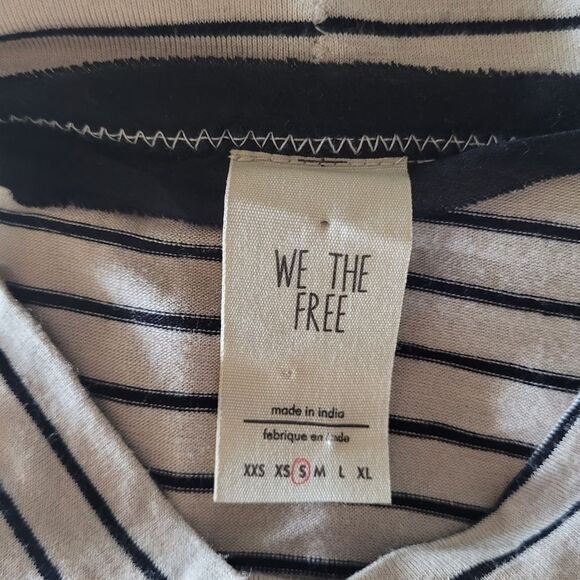 WE THE
FREE
made in india
febrique en inde
XXS XS S M L XL